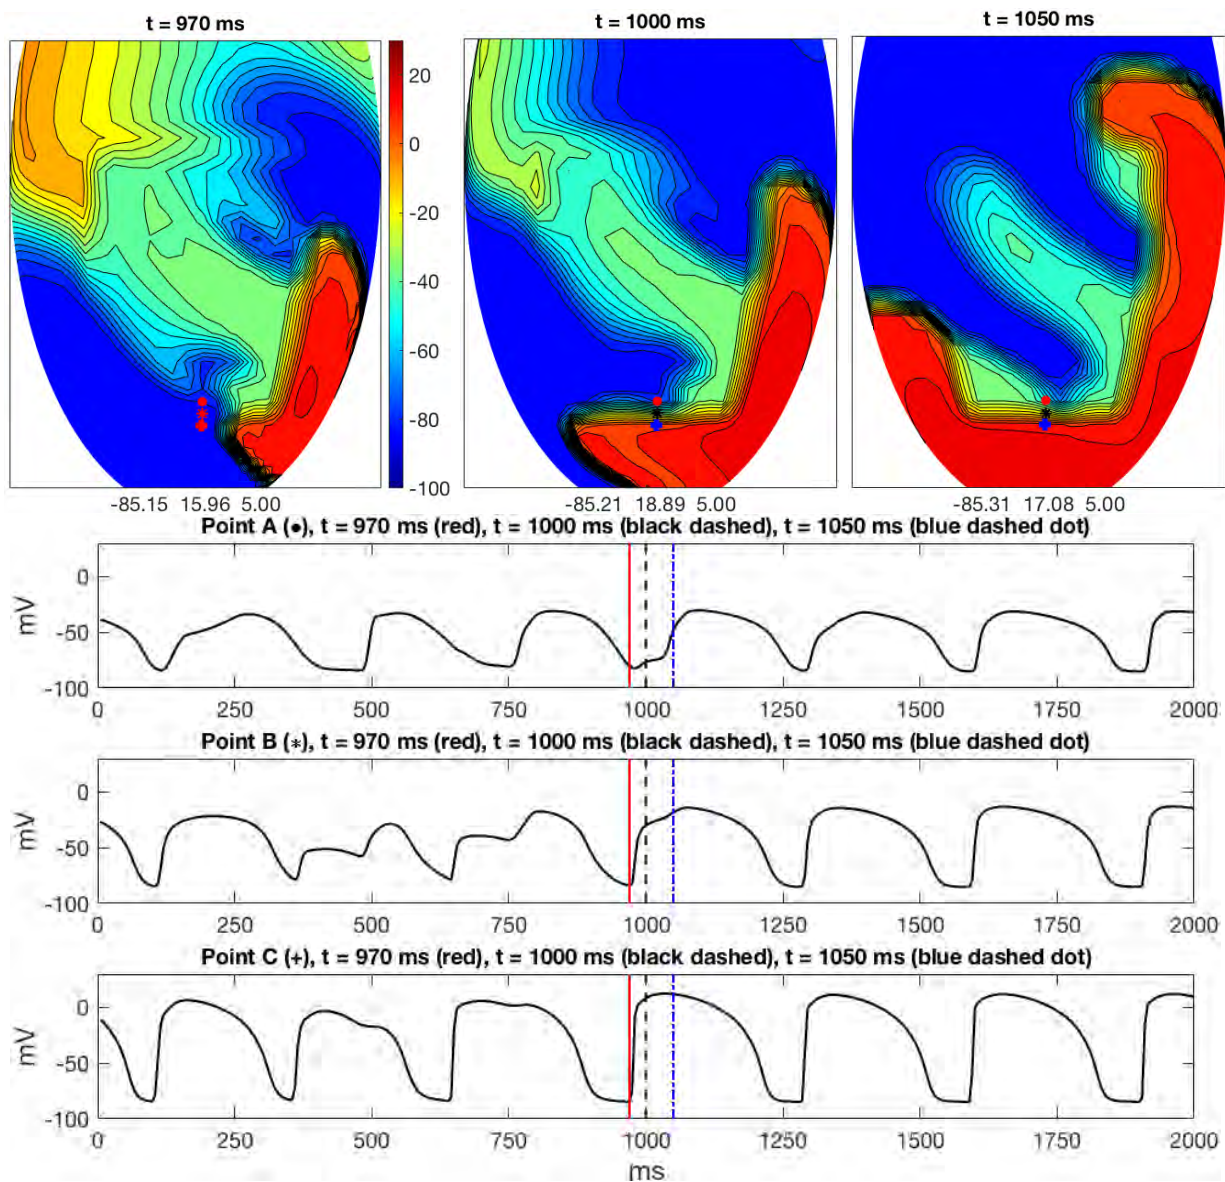 t = 970 ms
t = 1000 ms
t = 1050 ms
20
0
-20
-40
-60
-80
-100
-85.15 15.96 5.00
-85.21 18.89 5.00
-85.31 17.08 5.00
Point A (●), t = 970 ms (red), t = 1000 ms (black dashed), t = 1050 ms (blue dashed dot)
0
-50
-100
mV
0 250 500 750 1000 1250 1500 1750 2000
Point B (*), t = 970 ms (red), t = 1000 ms (black dashed), t = 1050 ms (blue dashed dot)
0
-50
-100
mV
0 250 500 750 1000 1250 1500 1750 2000
Point C (+), t = 970 ms (red), t = 1000 ms (black dashed), t = 1050 ms (blue dashed dot)
0
-50
-100
mV
0 250 500 750 1000 1250 1500 1750 2000
ms